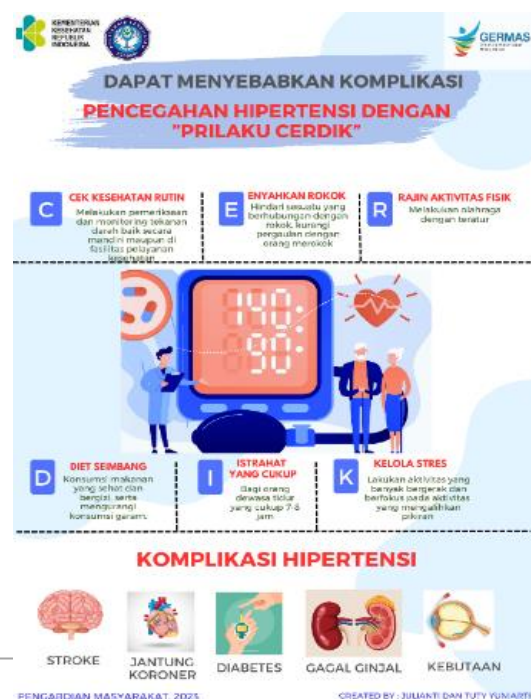 KEMENTERIAN
KESEHATAN
REPUBLIK
INDONESIA
GERMAS
DAPAT MENYEBABKAN KOMPLIKASI
PENCEGAHAN HIPERTENSI DENGAN
"PRILAKU CERDIK"
C
CEK KESEHATAN RUTIN
Melakukan pemeriksaan
dan monitoring tekanan
darah baik secara
mandiri maupun di
fasilitas pelayanan
kesehatan
E
ENYAHKAN ROKOK
Hindari sesuatu yang
berhubungan dengan
rokok, kurangi
pergaulan dengan
orang merokok
R
RAJIN AKTIVITAS FISIK
Melakukan olahraga
dengan teratur
140
90
D
DIET SEIMBANG
Konsumsi makanan
yang sehat dan
bergizi, serta
mengurangi
konsumsi garam.
I
ISTRAHAT
YANG CUKUP
Bagi orang
dewasa tidur
yang cukup 7-8
jam
K
KELOLA STRES
Lakukan aktivitas yang
banyak bergerak dan
berfokus pada aktivitas
yang mengalihkan
pikiran
KOMPLIKASI HIPERTENSI
STROKE
JANTUNG
KORONER
DIABETES
GAGAL GINJAL
KEBUTAAN
PENGABDIAN MASYARAKAT, 2023
CREATED BY : JULIANTI DAN TUTY YUNIARTI